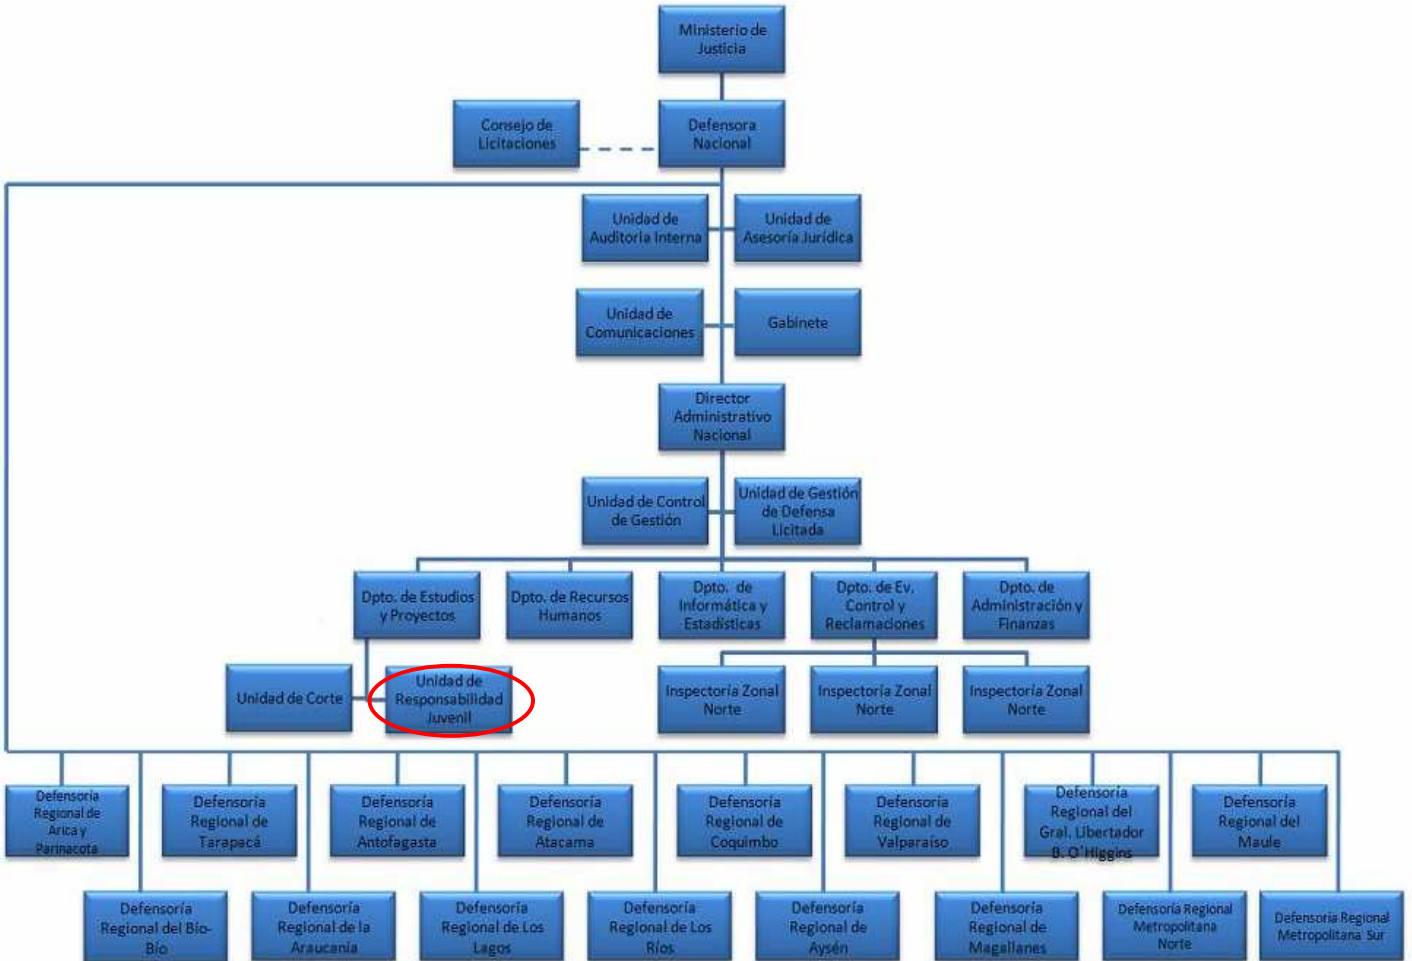 Ministerio de
Justicia
Consejo de
Licitaciones
Defensora
Nacional
Unidad de
Auditoria Interna
Unidad de
Asesoría Jurídica
Unidad de
Comunicaciones
Gabinete
Director
Administrativo
Nacional
Unidad de Control
de Gestión
Unidad de Gestión
de Defensa
Licitada
Dpto. de Estudios
y Proyectos
Dpto. de Recursos
Humanos
Dpto. de
Informática y
Estadísticas
Dpto. de Ev.
Control y
Reclamaciones
Dpto. de
Administración y
Finanzas
Unidad de Corte
Unidad de
Responsabilidad
Juvenil
Inspectoría Zonal
Norte
Inspectoría Zonal
Norte
Inspectoría Zonal
Norte
Defensoría
Regional de
Arica y
Parinacota
Defensoría
Regional de
Tarapacá
Defensoría
Regional de
Antofagasta
Defensoría
Regional de
Atacama
Defensoría
Regional de
Coquimbo
Defensoría
Regional de
Valparaíso
Defensoría
Regional del
Gral. Libertador
B. O´Higgins
Defensoría
Regional del
Maule
Defensoría
Regional del Bío-
Bío
Defensoría
Regional de la
Araucanía
Defensoría
Regional de Los
Lagos
Defensoría
Regional de Los
Ríos
Defensoría
Regional de
Aysén
Defensoría
Regional de
Magallanes
Defensoría Regional
Metropolitana
Norte
Defensoría Regional
Metropolitana Sur